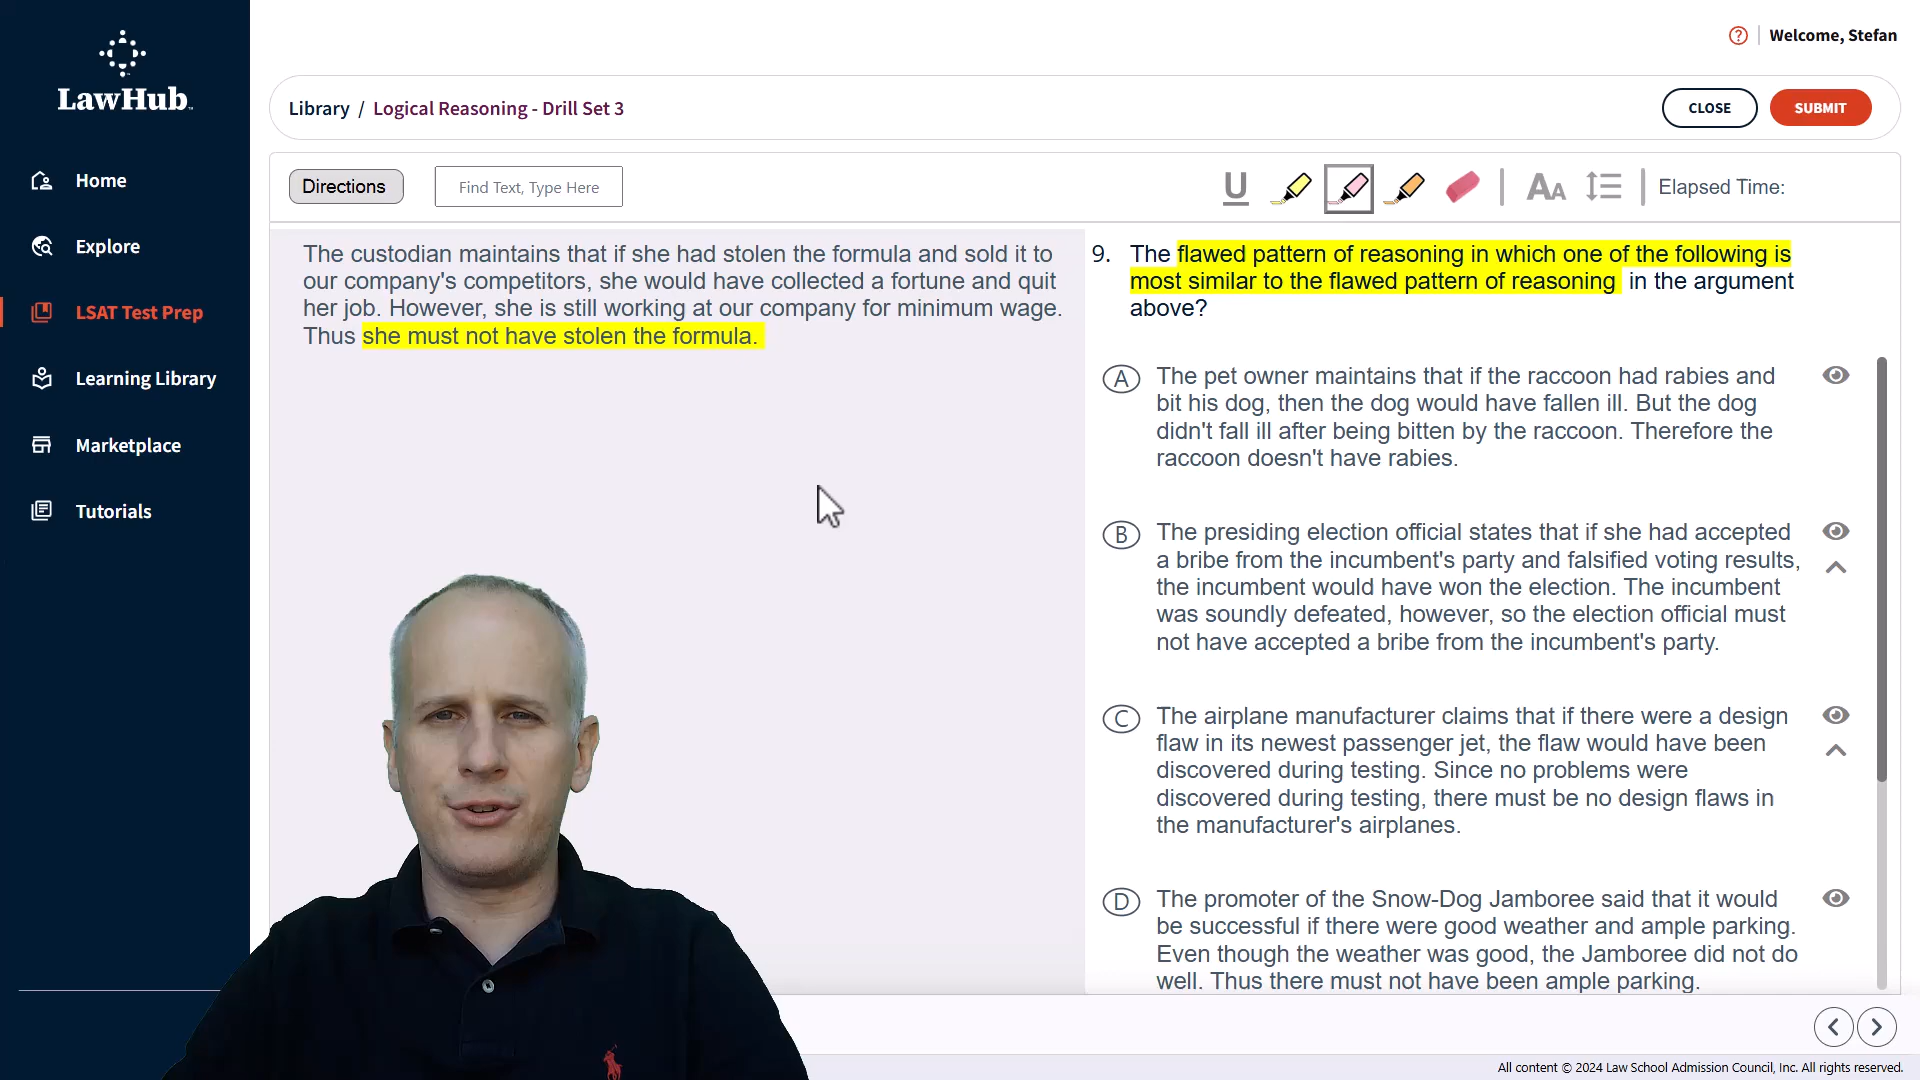 LawHub™
Home
Explore
LSAT Test Prep
Learning Library
Marketplace
Tutorials
Welcome, Stefan
Library / Logical Reasoning - Drill Set 3
CLOSE
SUBMIT
Directions
Find Text, Type Here
U
AA
Elapsed Time:
The custodian maintains that if she had stolen the formula and sold it to
our company's competitors, she would have collected a fortune and quit
her job. However, she is still working at our company for minimum wage.
Thus she must not have stolen the formula.
9. The flawed pattern of reasoning in which one of the following is
most similar to the flawed pattern of reasoning in the argument
above?
A The pet owner maintains that if the raccoon had rabies and
bit his dog, then the dog would have fallen ill. But the dog
didn't fall ill after being bitten by the raccoon. Therefore the
raccoon doesn't have rabies.
B The presiding election official states that if she had accepted
a bribe from the incumbent's party and falsified voting results,
the incumbent would have won the election. The incumbent
was soundly defeated, however, so the election official must
not have accepted a bribe from the incumbent's party.
C The airplane manufacturer claims that if there were a design
flaw in its newest passenger jet, the flaw would have been
discovered during testing. Since no problems were
discovered during testing, there must be no design flaws in
the manufacturer's airplanes.
D The promoter of the Snow-Dog Jamboree said that it would
be successful if there were good weather and ample parking.
Even though the weather was good, the Jamboree did not do
well. Thus there must not have been ample parking.
All content © 2024 Law School Admission Council, Inc. All rights reserved.